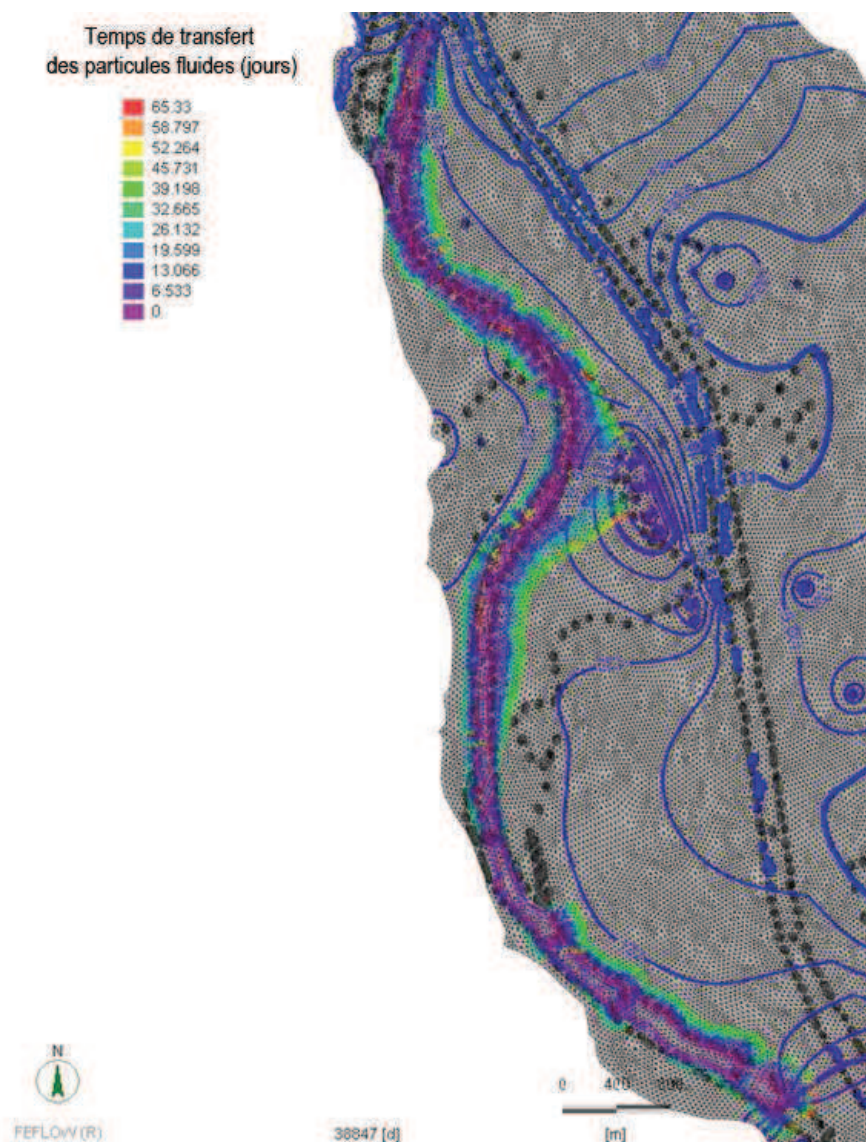 Temps de transfert
des particules fluides (jours)
65.33
58.797
52.264
45.731
39.198
32.665
26.132
19.599
13.066
6.533
0
N
FEFLOW (R)
38847 [d]
0 400 800
[m]